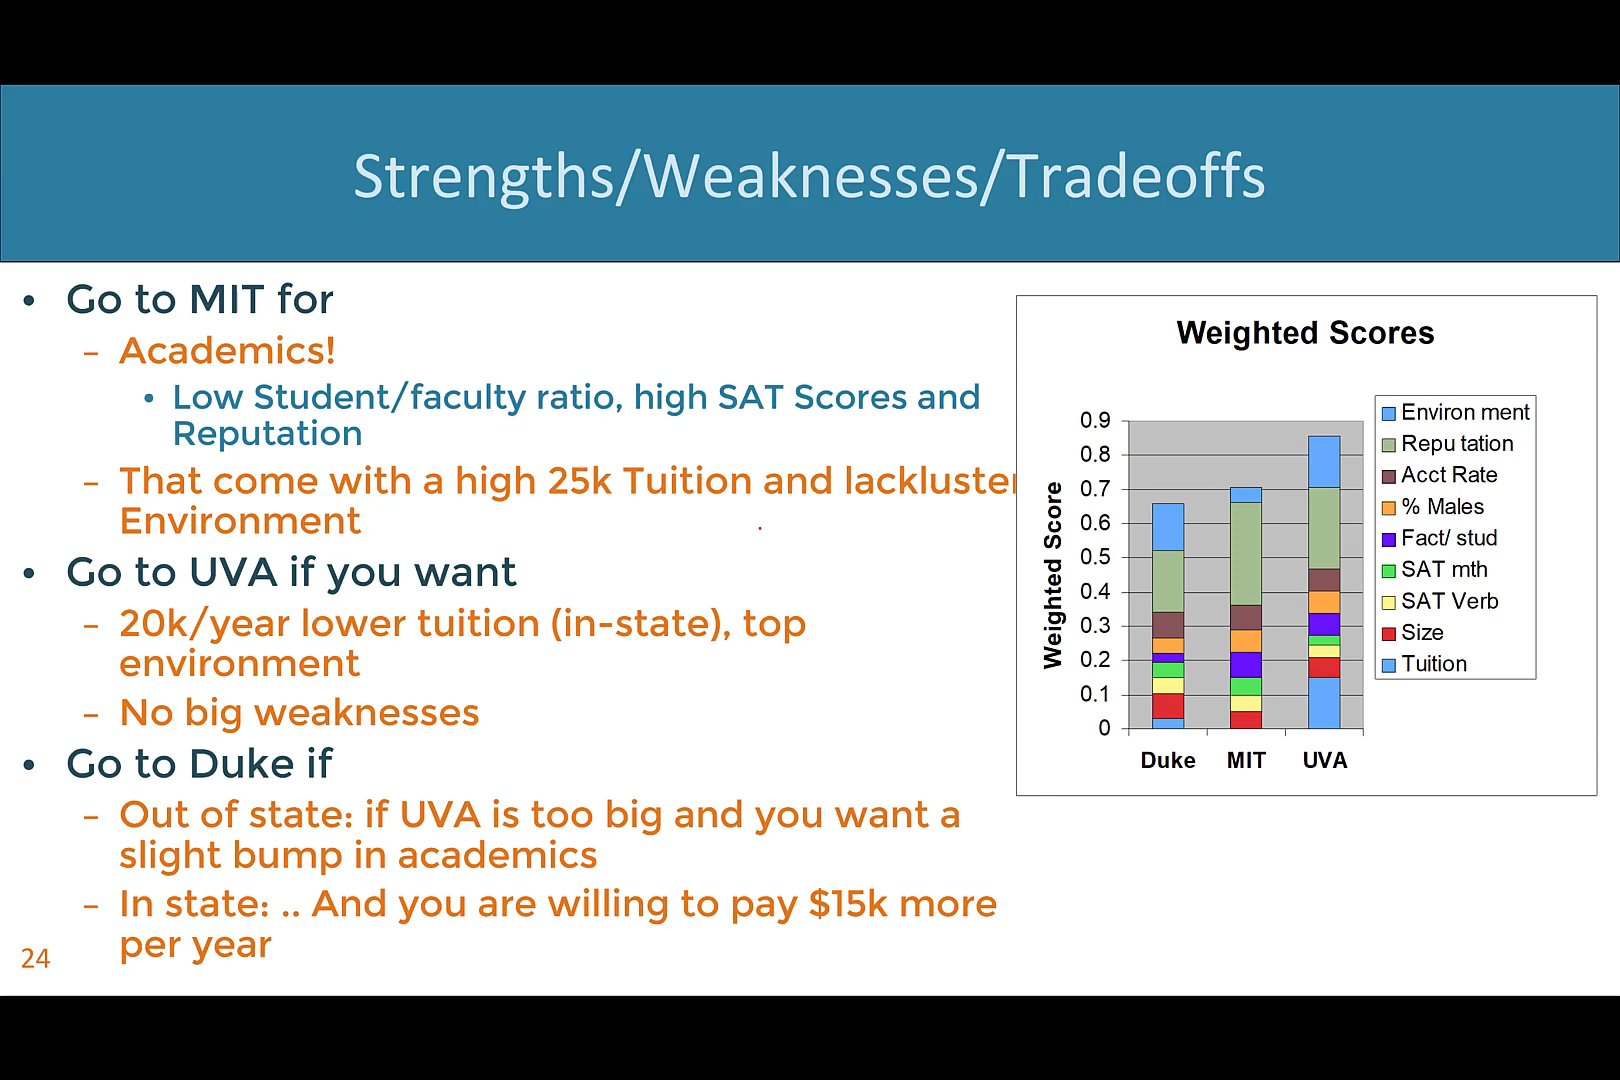 Strengths/Weaknesses/Tradeoffs
• Go to MIT for
– Academics!
• Low Student/faculty ratio, high SAT Scores and
Reputation
– That come with a high 25k Tuition and lackluster
Environment
• Go to UVA if you want
– 20k/year lower tuition (in-state), top
environment
– No big weaknesses
• Go to Duke if
– Out of state: if UVA is too big and you want a
slight bump in academics
– In state: .. And you are willing to pay $15k more
per year
24
Weighted Scores
Weighted Score
0.9
0.8
0.7
0.6
0.5
0.4
0.3
0.2
0.1
0
Duke MIT UVA
Environ ment
Repu tation
Acct Rate
% Males
Fact/ stud
SAT mth
SAT Verb
Size
Tuition